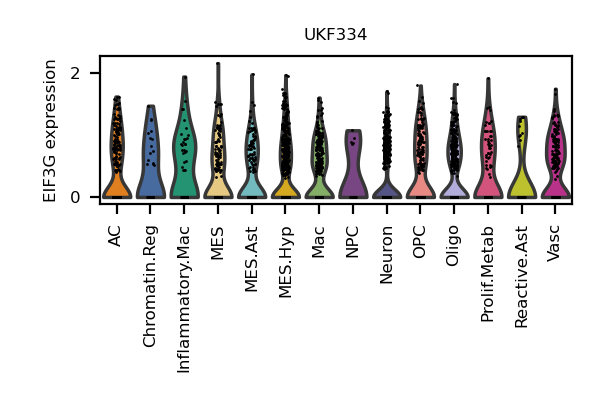 UKF334
EIF3G expression
2
0
AC
Chromatin.Reg
Inflammatory.Mac
MES
MES.Ast
MES.Hyp
Mac
NPC
Neuron
OPC
Oligo
Prolif.Metab
Reactive.Ast
Vasc